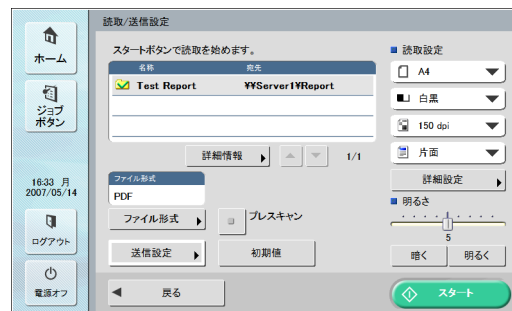 読取/送信設定
ホーム
ジョブ
ボタン
16:33 月
2007/05/14
ログアウト
電源オフ
スタートボタンで読取を始めます。
名称 宛先
Test Report ¥¥Server1¥Report
詳細情報 1/1
ファイル形式
PDF
ファイル形式 プレスキャン
送信設定 初期値
戻る
読取設定
A4
白黒
150 dpi
片面
詳細設定
明るさ
5
暗く 明るく
スタート